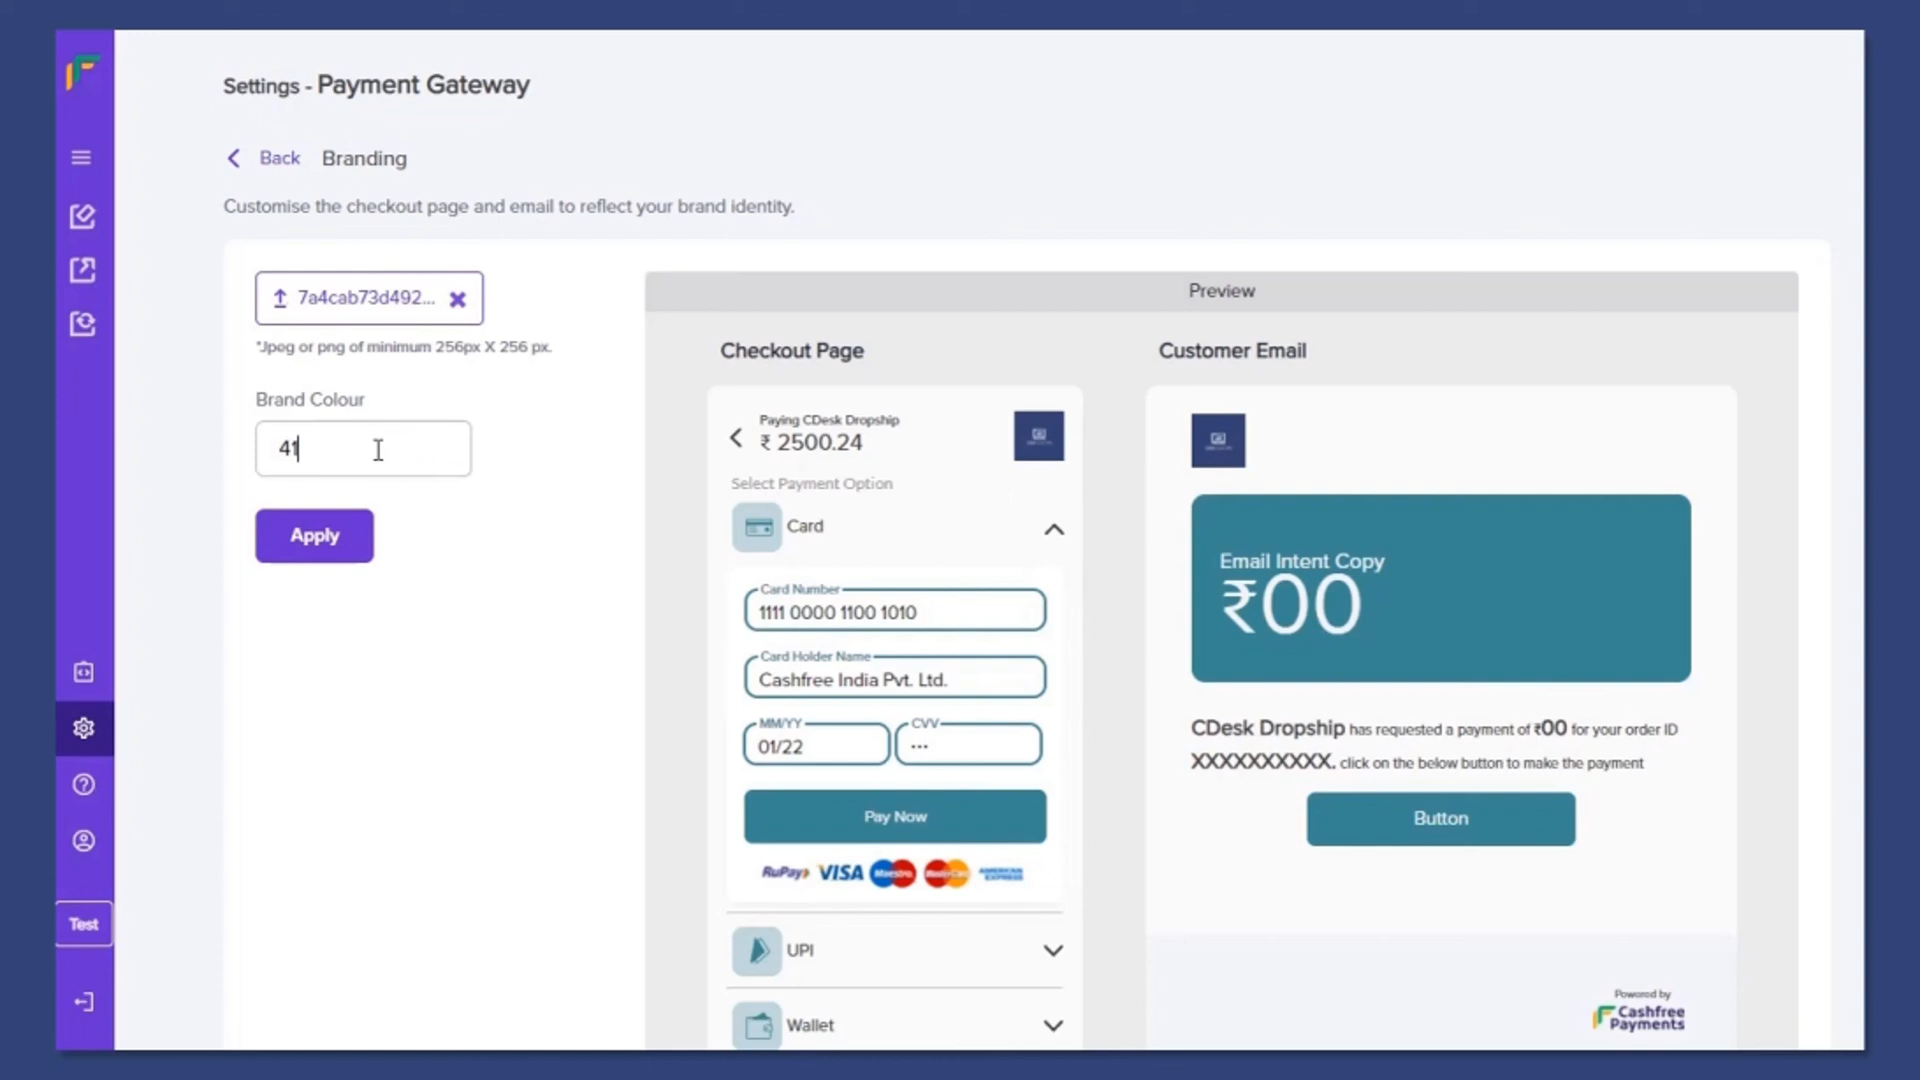 Settings - Payment Gateway
Back Branding
Customise the checkout page and email to reflect your brand identity.
7a4cab73d492...
*Jpeg or png of minimum 256px X 256 px.
Brand Colour
41
Apply
Preview
Checkout Page
Paying CDesk Dropship
₹ 2500.24
Select Payment Option
Card
Card Number
1111 0000 1100 1010
Card Holder Name
Cashfree India Pvt. Ltd.
MM/YY CVV
01/22 ···
Pay Now
RuPay VISA Maestro MasterCard AMERICAN EXPRESS
UPI
Wallet
Customer Email
Email Intent Copy
₹00
CDesk Dropship has requested a payment of ₹00 for your order ID
XXXXXXXXXX, click on the below button to make the payment
Button
Powered by
Cashfree
Payments
Test